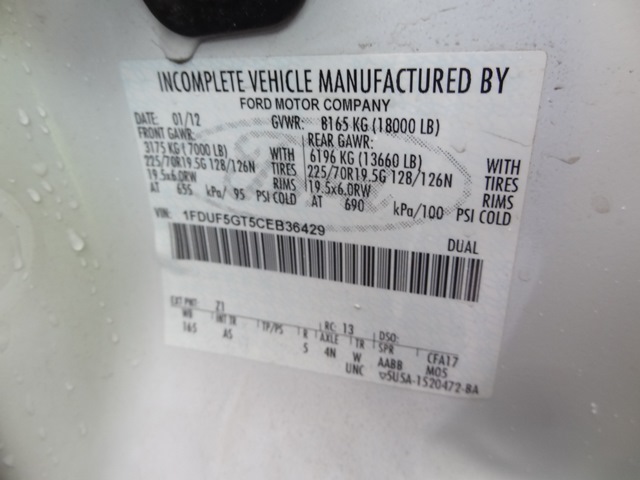 INCOMPLETE VEHICLE MANUFACTURED BY
FORD MOTOR COMPANY
DATE: 01/12 GVWR: 8165 KG (18000 LB)
FRONT GAWR: REAR GAWR:
3175 KG ( 7000 LB) WITH 6196 KG (13660 LB) WITH
225/70R19.5G 128/126N TIRES 225/70R19.5G 128/126N TIRES
19.5x6.0RW RIMS 19.5x6.0RW RIMS
AT 655 kPa/ 95 PSI COLD AT 690 kPa/100 PSI COLD
VIN: 1FDUF5GT5CEB36429
DUAL
EXT PNT: Z1 RC: 13 DSO:
WB INT TR TP/PS R AXLE TR SPR CFA17
165 AS 5 4N W AABB M05
UNC ▽5USA-1520472-BA